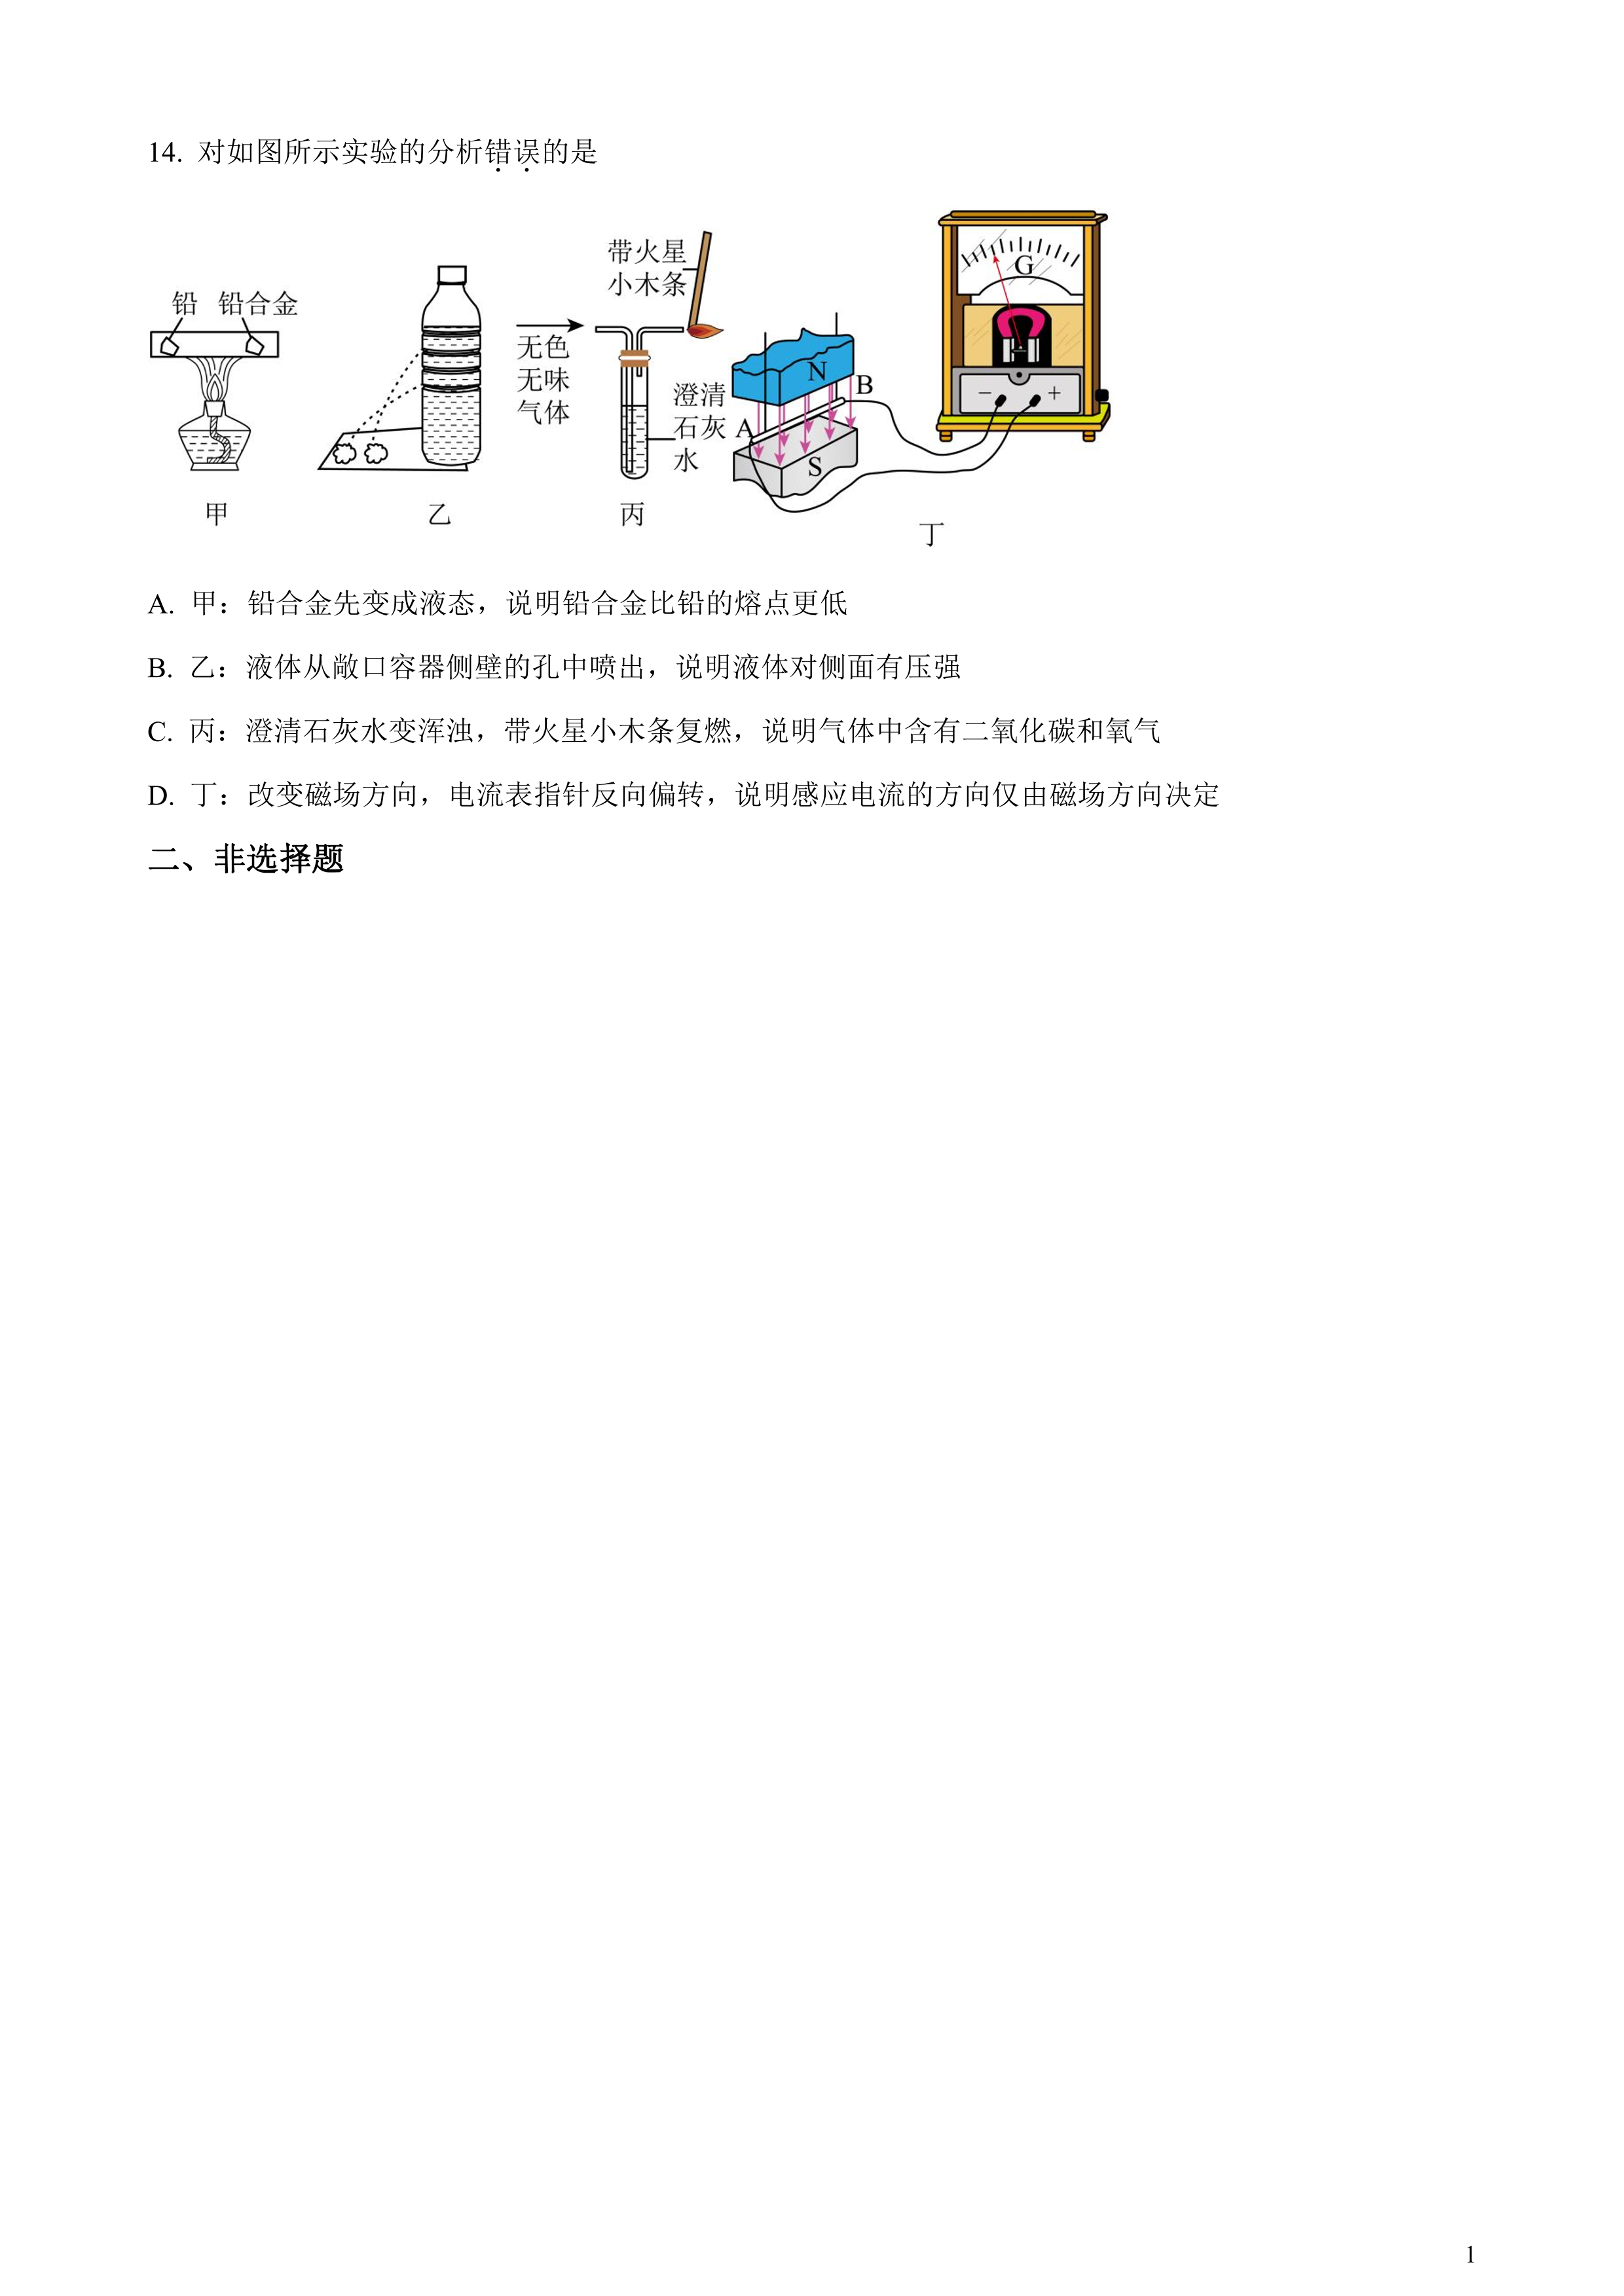 14. 对如图所示实验的分析错误的是
铅 铅合金
带火星
小木条
无色
无味
气体
澄清
石灰
水
N
B
A
S
G
－ ＋
甲
乙
丙
丁
A. 甲：铅合金先变成液态，说明铅合金比铅的熔点更低
B. 乙：液体从敞口容器侧壁的孔中喷出，说明液体对侧面有压强
C. 丙：澄清石灰水变浑浊，带火星小木条复燃，说明气体中含有二氧化碳和氧气
D. 丁：改变磁场方向，电流表指针反向偏转，说明感应电流的方向仅由磁场方向决定
二、非选择题
1